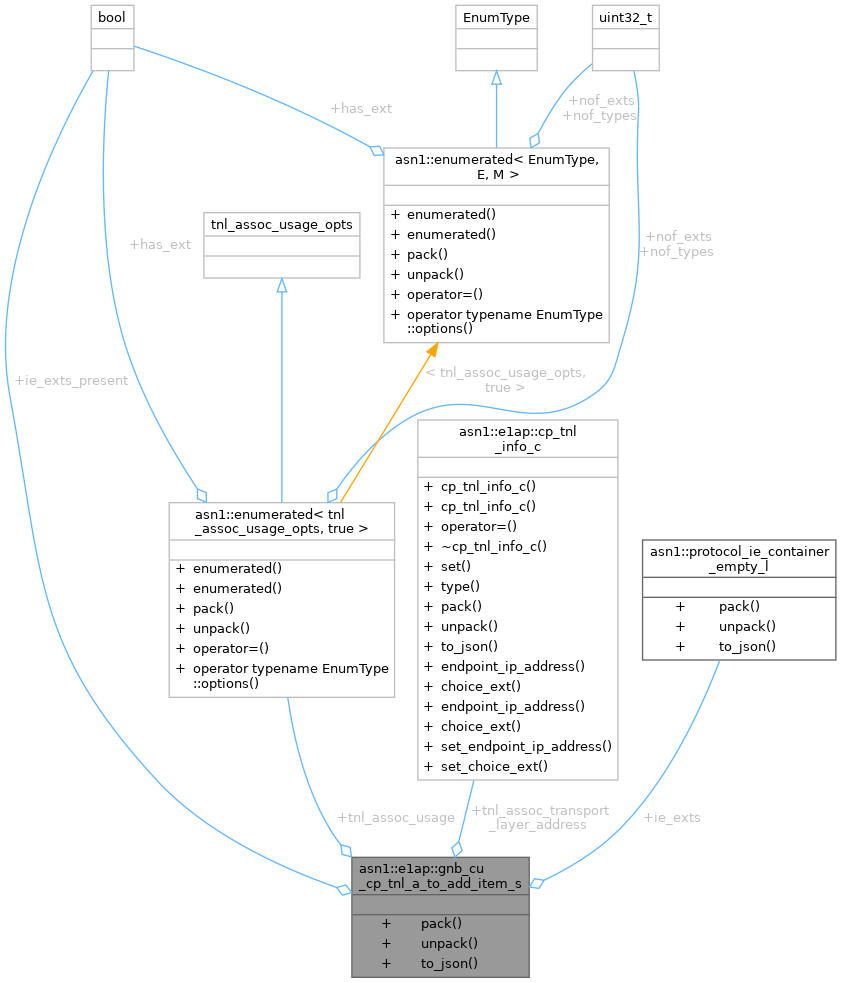 bool
EnumType
uint32_t
+has_ext
+nof_exts
+nof_types
asn1::enumerated< EnumType,
E, M >
+ enumerated()
+ enumerated()
+ pack()
+ unpack()
+ operator=()
+ operator typename EnumType
::options()
tnl_assoc_usage_opts
+has_ext
+nof_exts
+nof_types
+ie_exts_present
< tnl_assoc_usage_opts,
true >
asn1::enumerated< tnl
_assoc_usage_opts, true >
+ enumerated()
+ enumerated()
+ pack()
+ unpack()
+ operator=()
+ operator typename EnumType
::options()
asn1::e1ap::cp_tnl
_info_c
+ cp_tnl_info_c()
+ cp_tnl_info_c()
+ operator=()
+ ~cp_tnl_info_c()
+ set()
+ type()
+ pack()
+ unpack()
+ to_json()
+ endpoint_ip_address()
+ choice_ext()
+ endpoint_ip_address()
+ choice_ext()
+ set_endpoint_ip_address()
+ set_choice_ext()
asn1::protocol_ie_container
_empty_l
+ pack()
+ unpack()
+ to_json()
+tnl_assoc_usage
+tnl_assoc_transport
_layer_address
+ie_exts
asn1::e1ap::gnb_cu
_cp_tnl_a_to_add_item_s
+ pack()
+ unpack()
+ to_json()